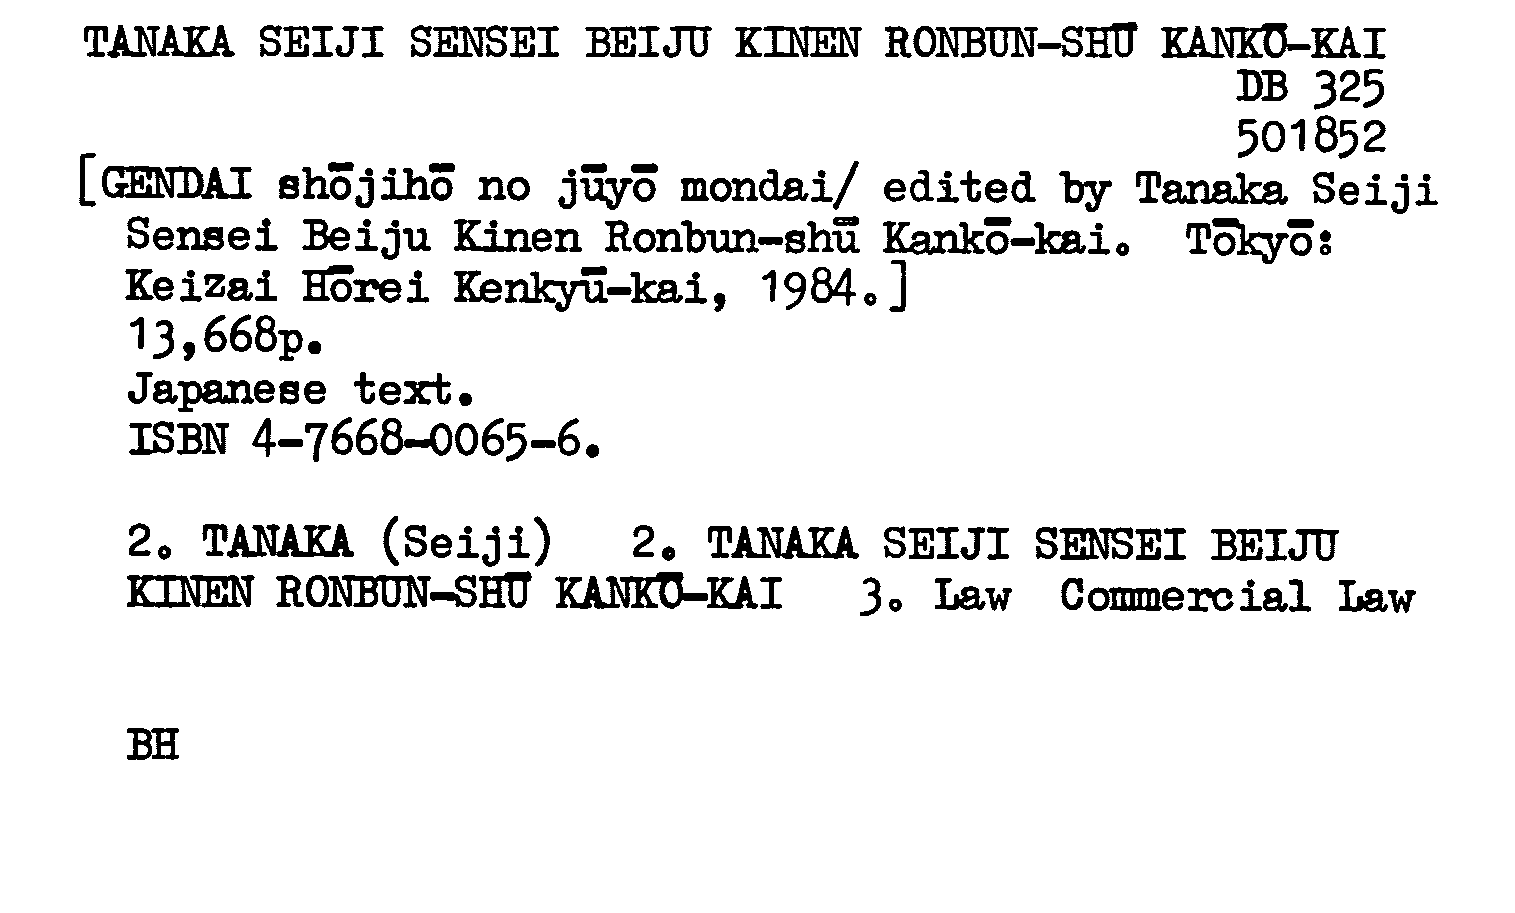 TANAKA SEIJI SENSEI BEIJU KINEN RONBUN-SHŪ KANKŌ-KAI
DB 325
501852
[GENDAI shōjihō no jūyō mondai/ edited by Tanaka Seiji
Sensei Beiju Kinen Ronbun-shū Kankō-kai. Tōkyō:
Keizai Hōrei Kenkyū-kai, 1984.]
13,668p.
Japanese text.
ISBN 4-7668-0065-6.
2. TANAKA (Seiji) 2. TANAKA SEIJI SENSEI BEIJU
KINEN RONBUN-SHŪ KANKŌ-KAI 3. Law Commercial Law
BH